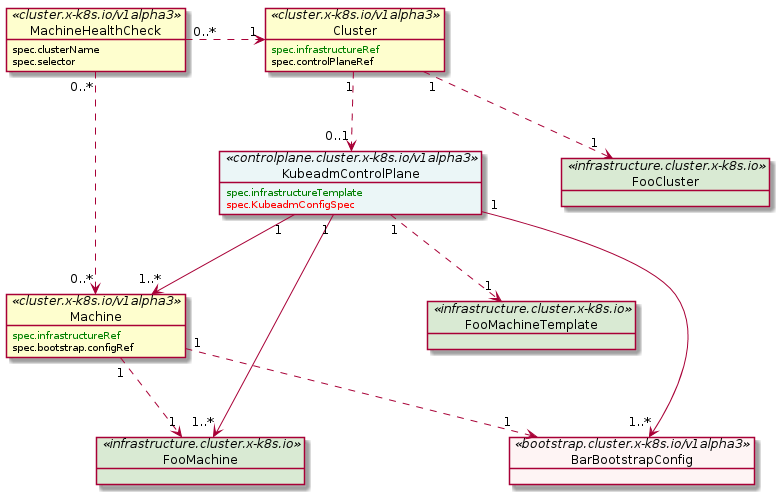 «cluster.x-k8s.io/v1alpha3»
MachineHealthCheck
spec.clusterName
spec.selector
0..*
1
«cluster.x-k8s.io/v1alpha3»
Cluster
spec.infrastructureRef
spec.controlPlaneRef
0..*
1
1
0..1
1
«controlplane.cluster.x-k8s.io/v1alpha3»
KubeadmControlPlane
spec.infrastructureTemplate
spec.KubeadmConfigSpec
«infrastructure.cluster.x-k8s.io»
FooCluster
1
1
1
1
0..*
1..*
1
«cluster.x-k8s.io/v1alpha3»
Machine
spec.infrastructureRef
spec.bootstrap.configRef
«infrastructure.cluster.x-k8s.io»
FooMachineTemplate
1
1
1
1..*
1
1..*
«infrastructure.cluster.x-k8s.io»
FooMachine
«bootstrap.cluster.x-k8s.io/v1alpha3»
BarBootstrapConfig